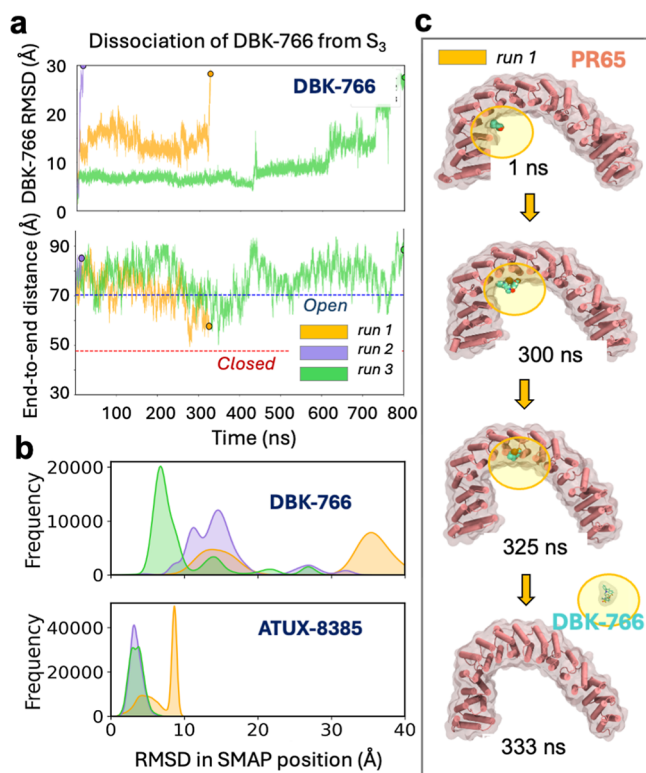 a
Dissociation of DBK-766 from S3
DBK-766 RMSD (Å)
30
20
10
0
DBK-766
End-to-end distance (Å)
90
70
50
30
Open
Closed
run 1
run 2
run 3
100 200 300 400 500 600 700 800
Time (ns)
b
Frequency
20000
10000
0
DBK-766
Frequency
40000
20000
0
ATUX-8385
0 10 20 30 40
RMSD in SMAP position (Å)
c
run 1
PR65
1 ns
300 ns
325 ns
DBK-766
333 ns